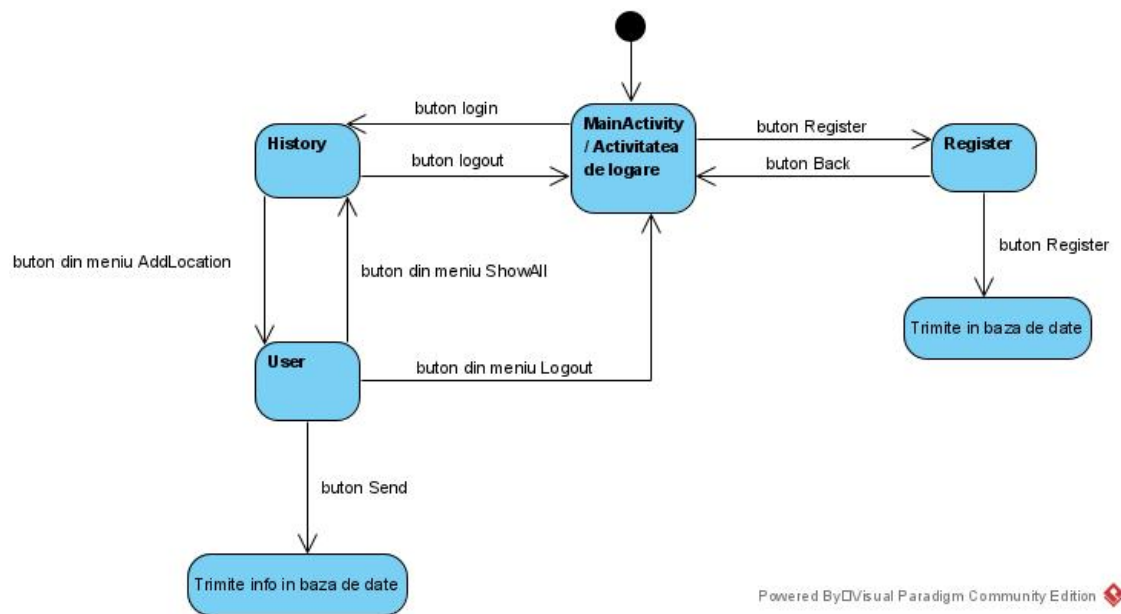 buton login
MainActivity
/ Activitatea
de logare
buton Register
History
Register
buton logout
buton Back
buton din meniu AddLocation
buton din meniu ShowAll
buton Register
Trimite in baza de date
User
buton din meniu Logout
buton Send
Trimite info in baza de date
Powered By□Visual Paradigm Community Edition